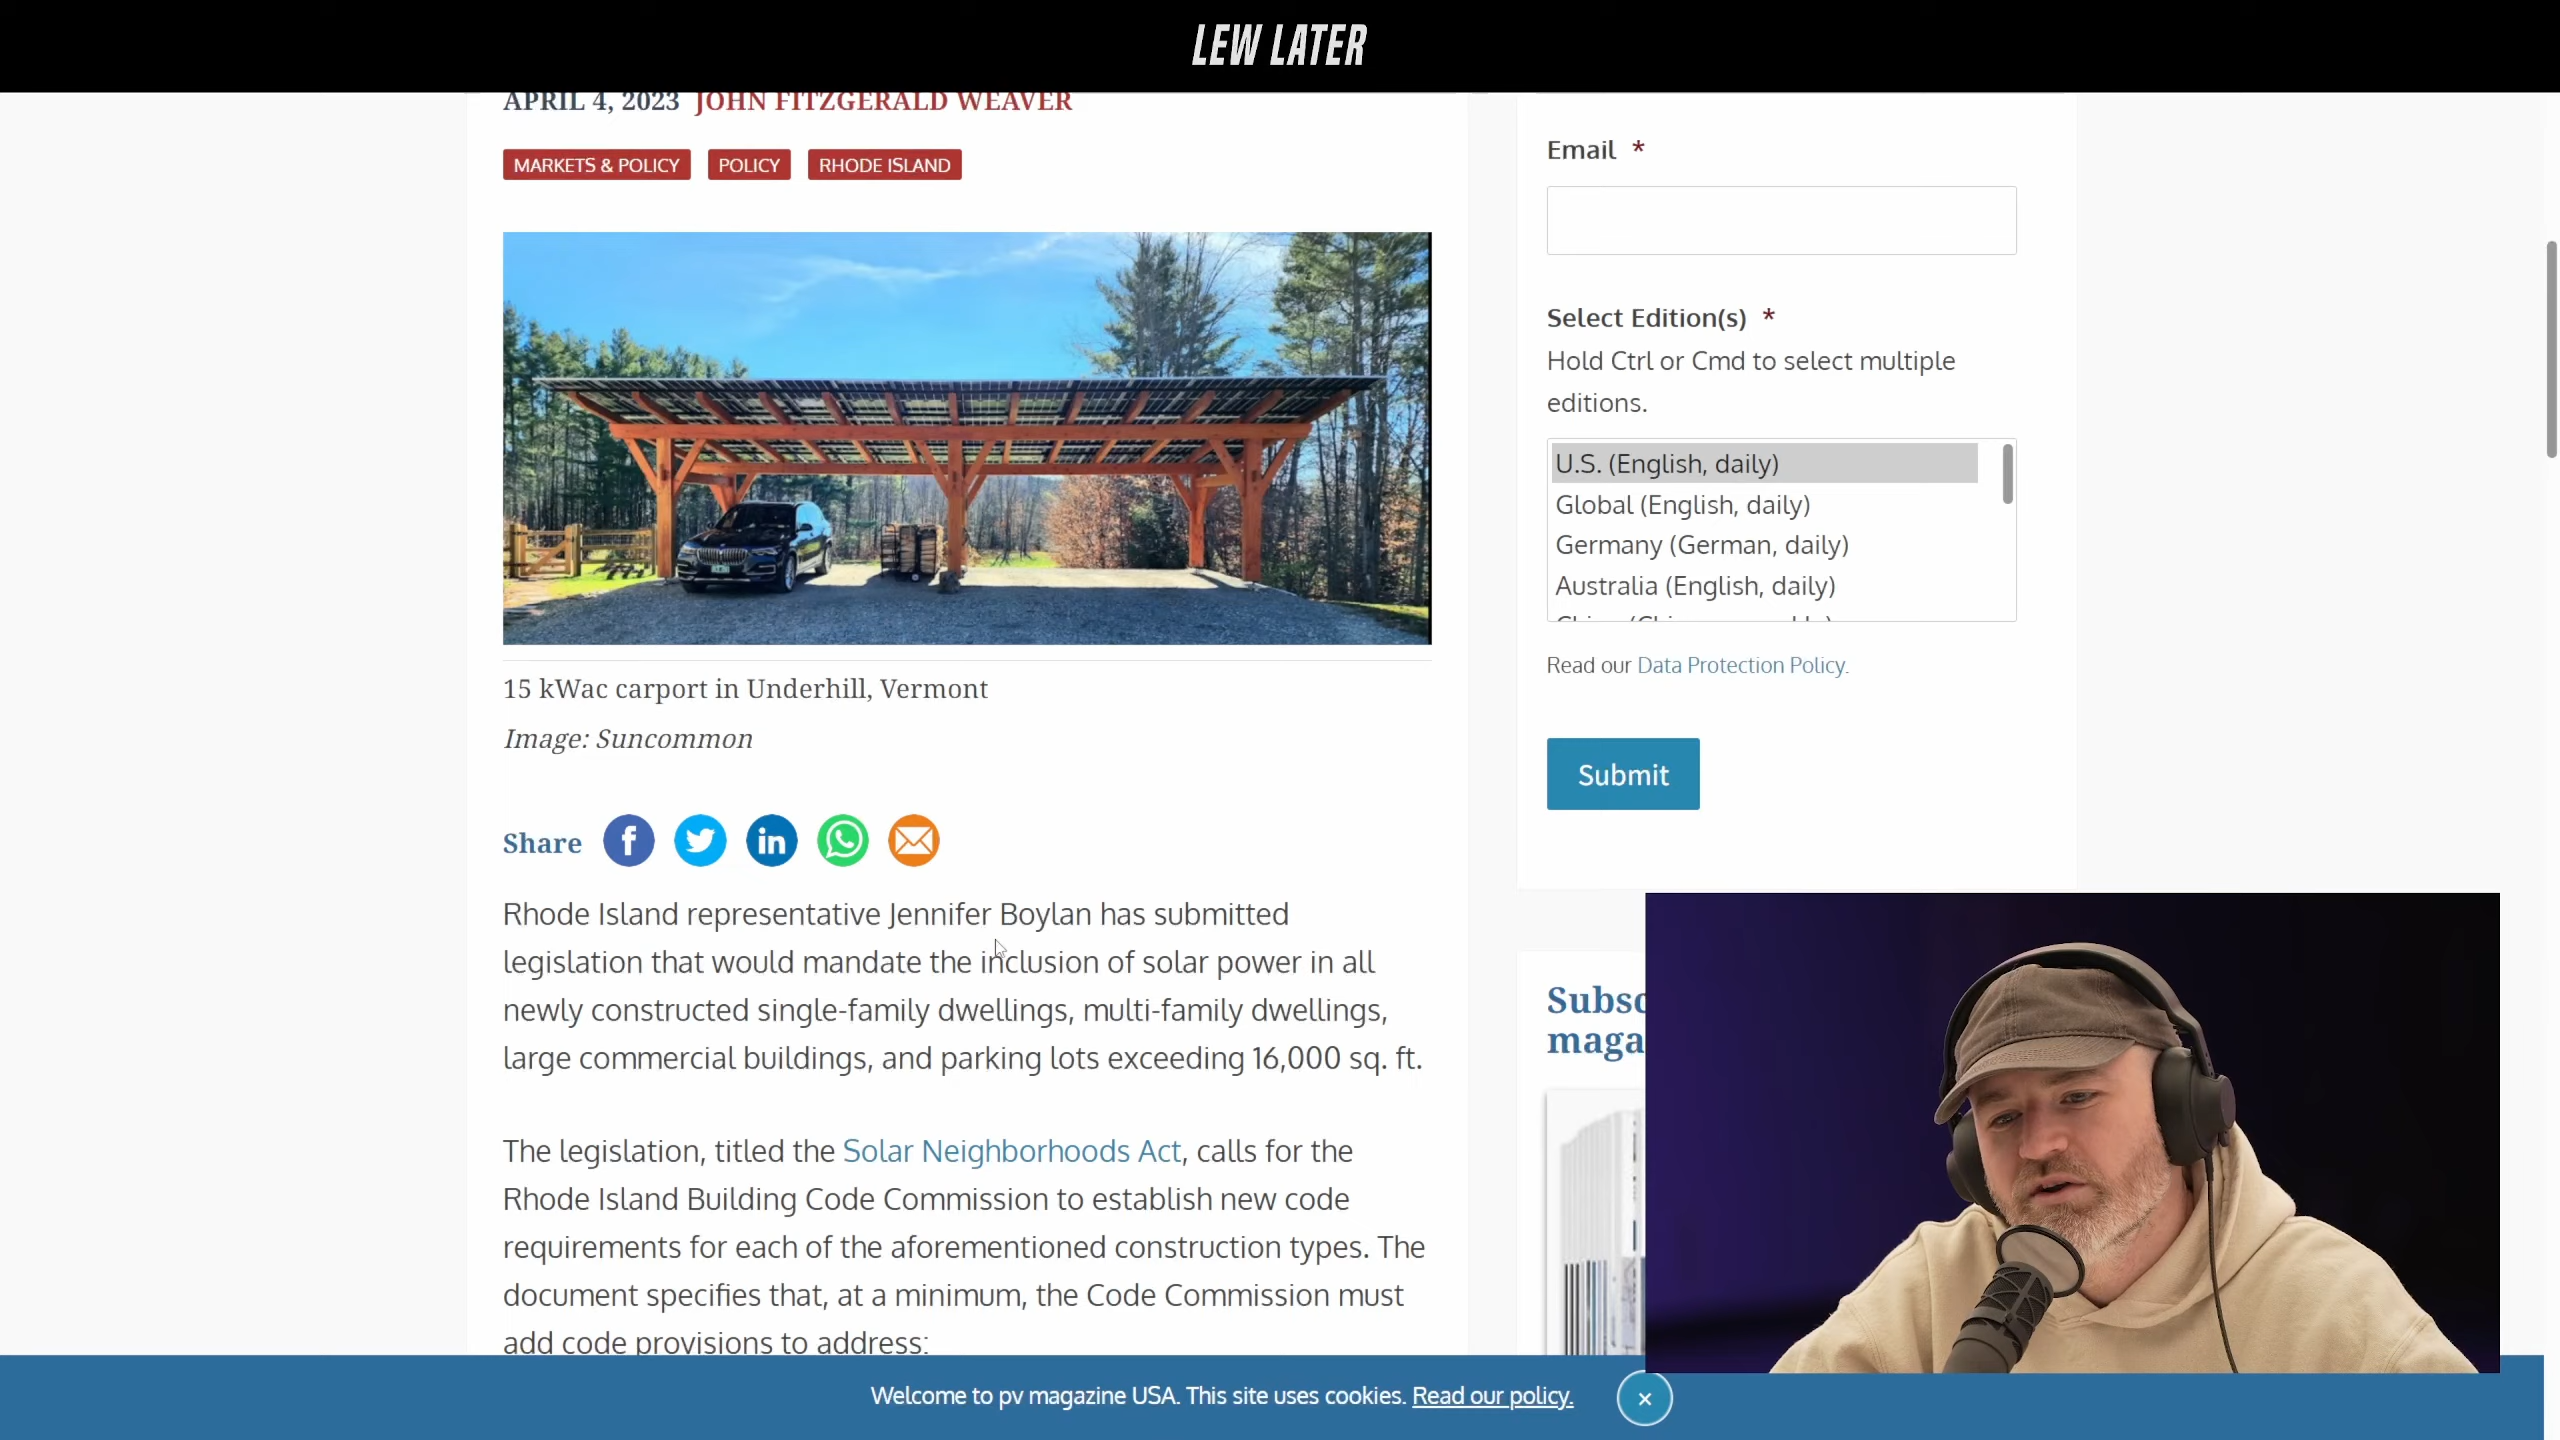 LEW LATER
APRIL 4, 2023 JOHN FITZGERALD WEAVER
MARKETS & POLICY POLICY RHODE ISLAND
15 kWac carport in Underhill, Vermont
Image: Suncommon
Share
Rhode Island representative Jennifer Boylan has submitted
legislation that would mandate the inclusion of solar power in all
newly constructed single-family dwellings, multi-family dwellings,
large commercial buildings, and parking lots exceeding 16,000 sq. ft.
The legislation, titled the Solar Neighborhoods Act, calls for the
Rhode Island Building Code Commission to establish new code
requirements for each of the aforementioned construction types. The
document specifies that, at a minimum, the Code Commission must
add code provisions to address:
Email *
Select Edition(s) *
Hold Ctrl or Cmd to select multiple
editions.
U.S. (English, daily)
Global (English, daily)
Germany (German, daily)
Australia (English, daily)
Read our Data Protection Policy.
Submit
Subsc
maga
Welcome to pv magazine USA. This site uses cookies. Read our policy.
×